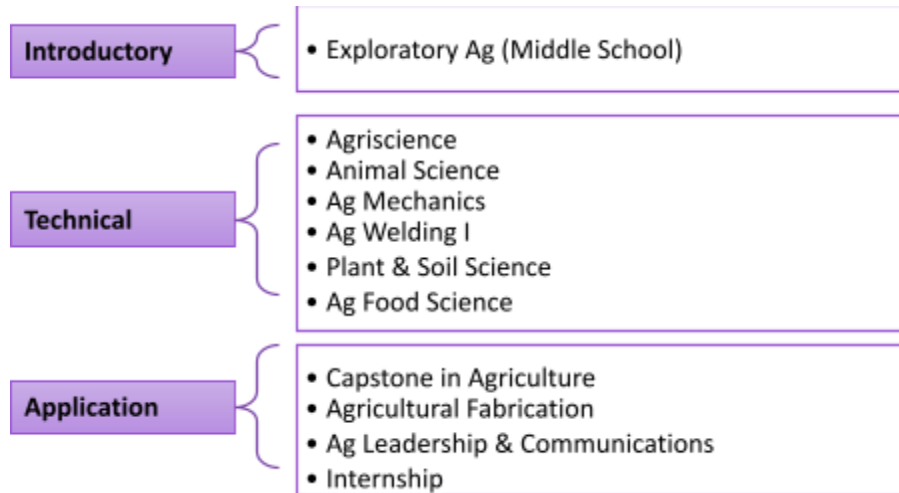 Introductory
• Exploratory Ag (Middle School)
Technical
• Agriscience
• Animal Science
• Ag Mechanics
• Ag Welding I
• Plant & Soil Science
• Ag Food Science
Application
• Capstone in Agriculture
• Agricultural Fabrication
• Ag Leadership & Communications
• Internship